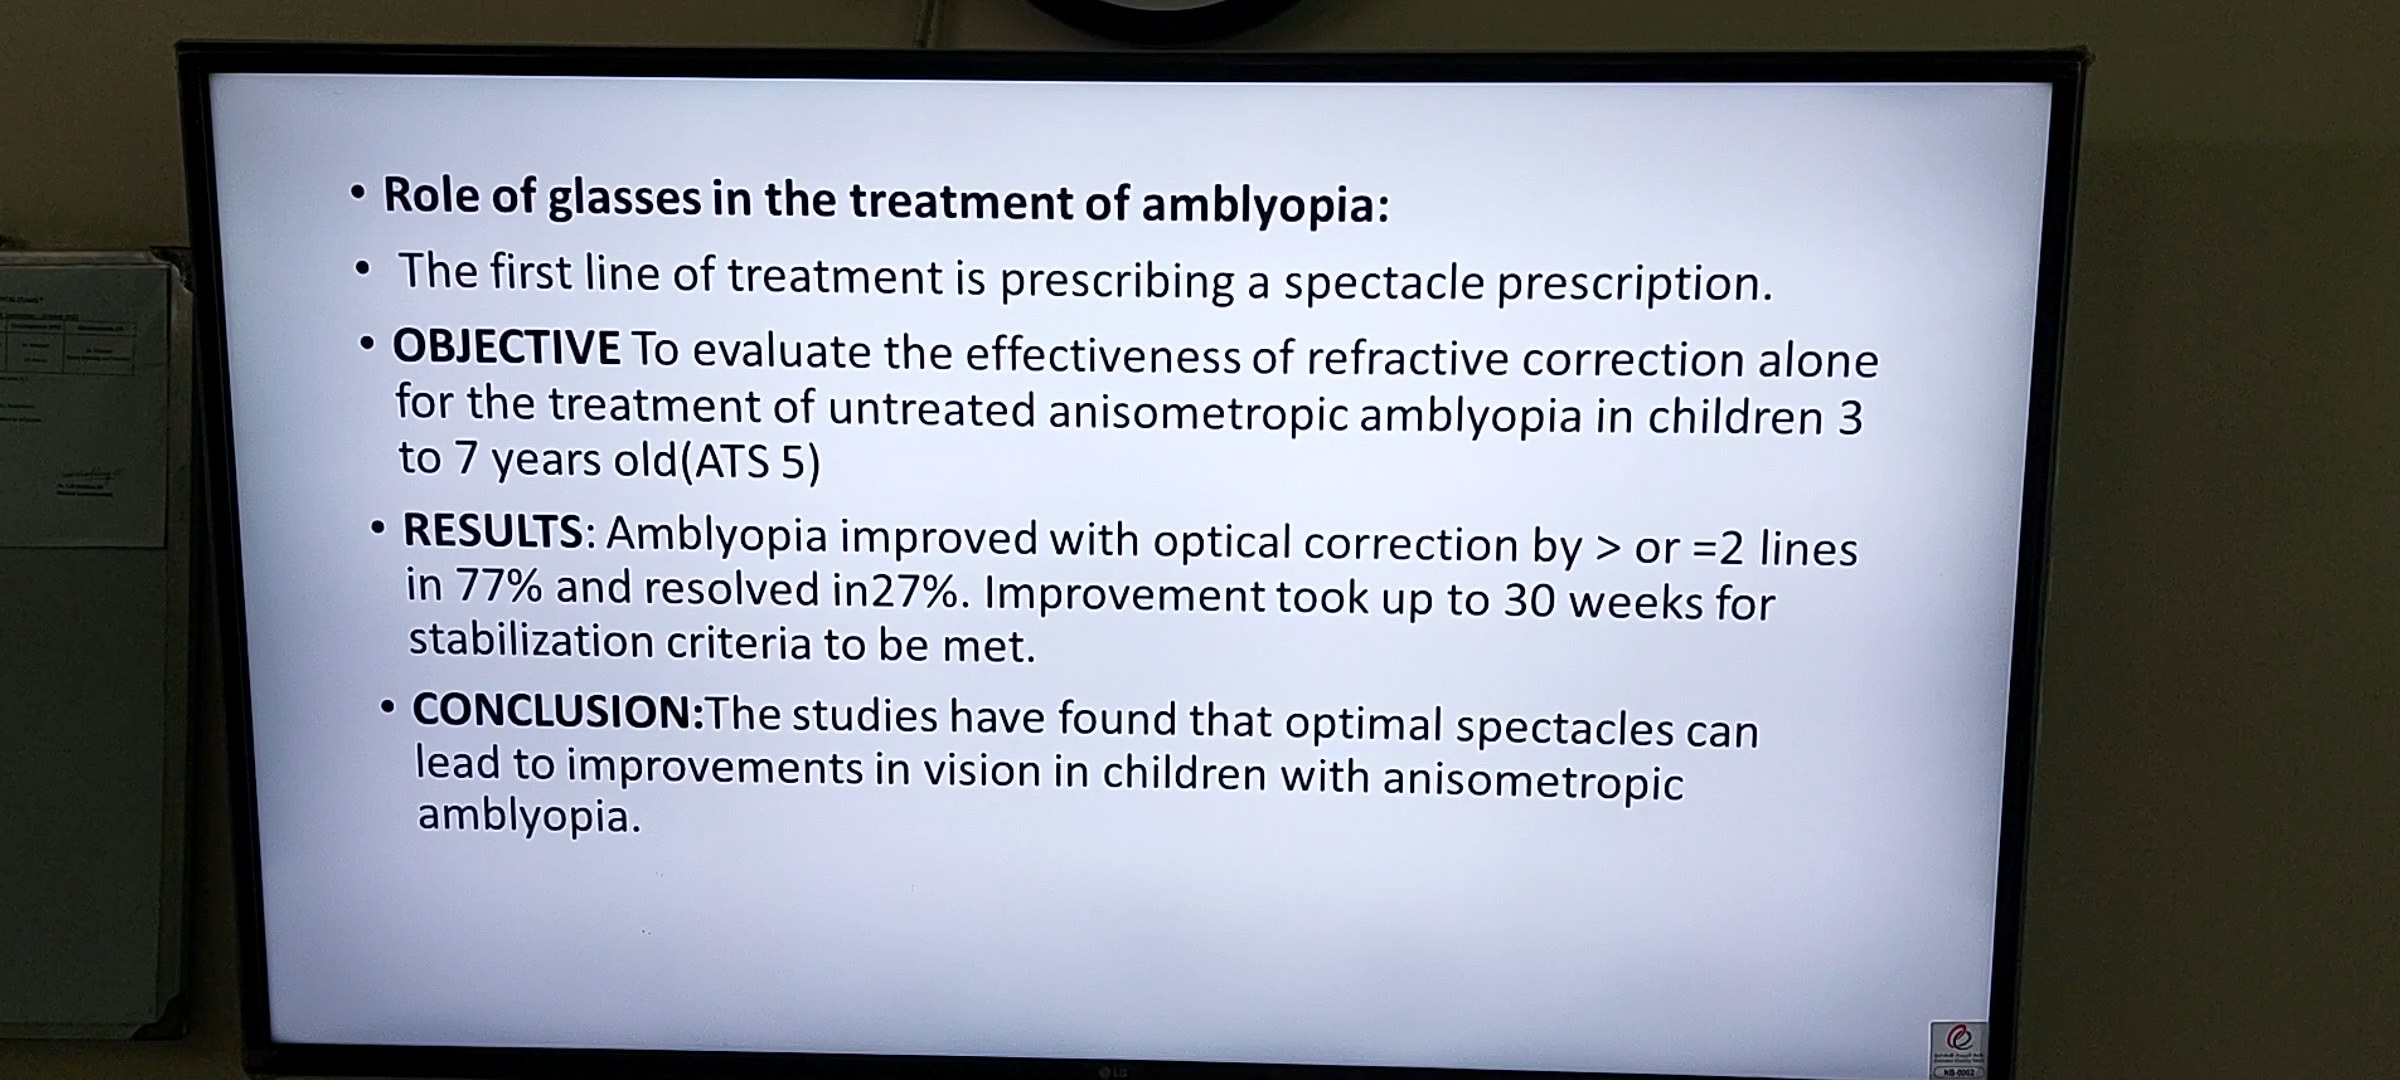 • Role of glasses in the treatment of amblyopia:
• The first line of treatment is prescribing a spectacle prescription.
• OBJECTIVE To evaluate the effectiveness of refractive correction alone
for the treatment of untreated anisometropic amblyopia in children 3
to 7 years old(ATS 5)
• RESULTS: Amblyopia improved with optical correction by > or =2 lines
in 77% and resolved in27%. Improvement took up to 30 weeks for
stabilization criteria to be met.
• CONCLUSION:The studies have found that optimal spectacles can
lead to improvements in vision in children with anisometropic
amblyopia.
LG